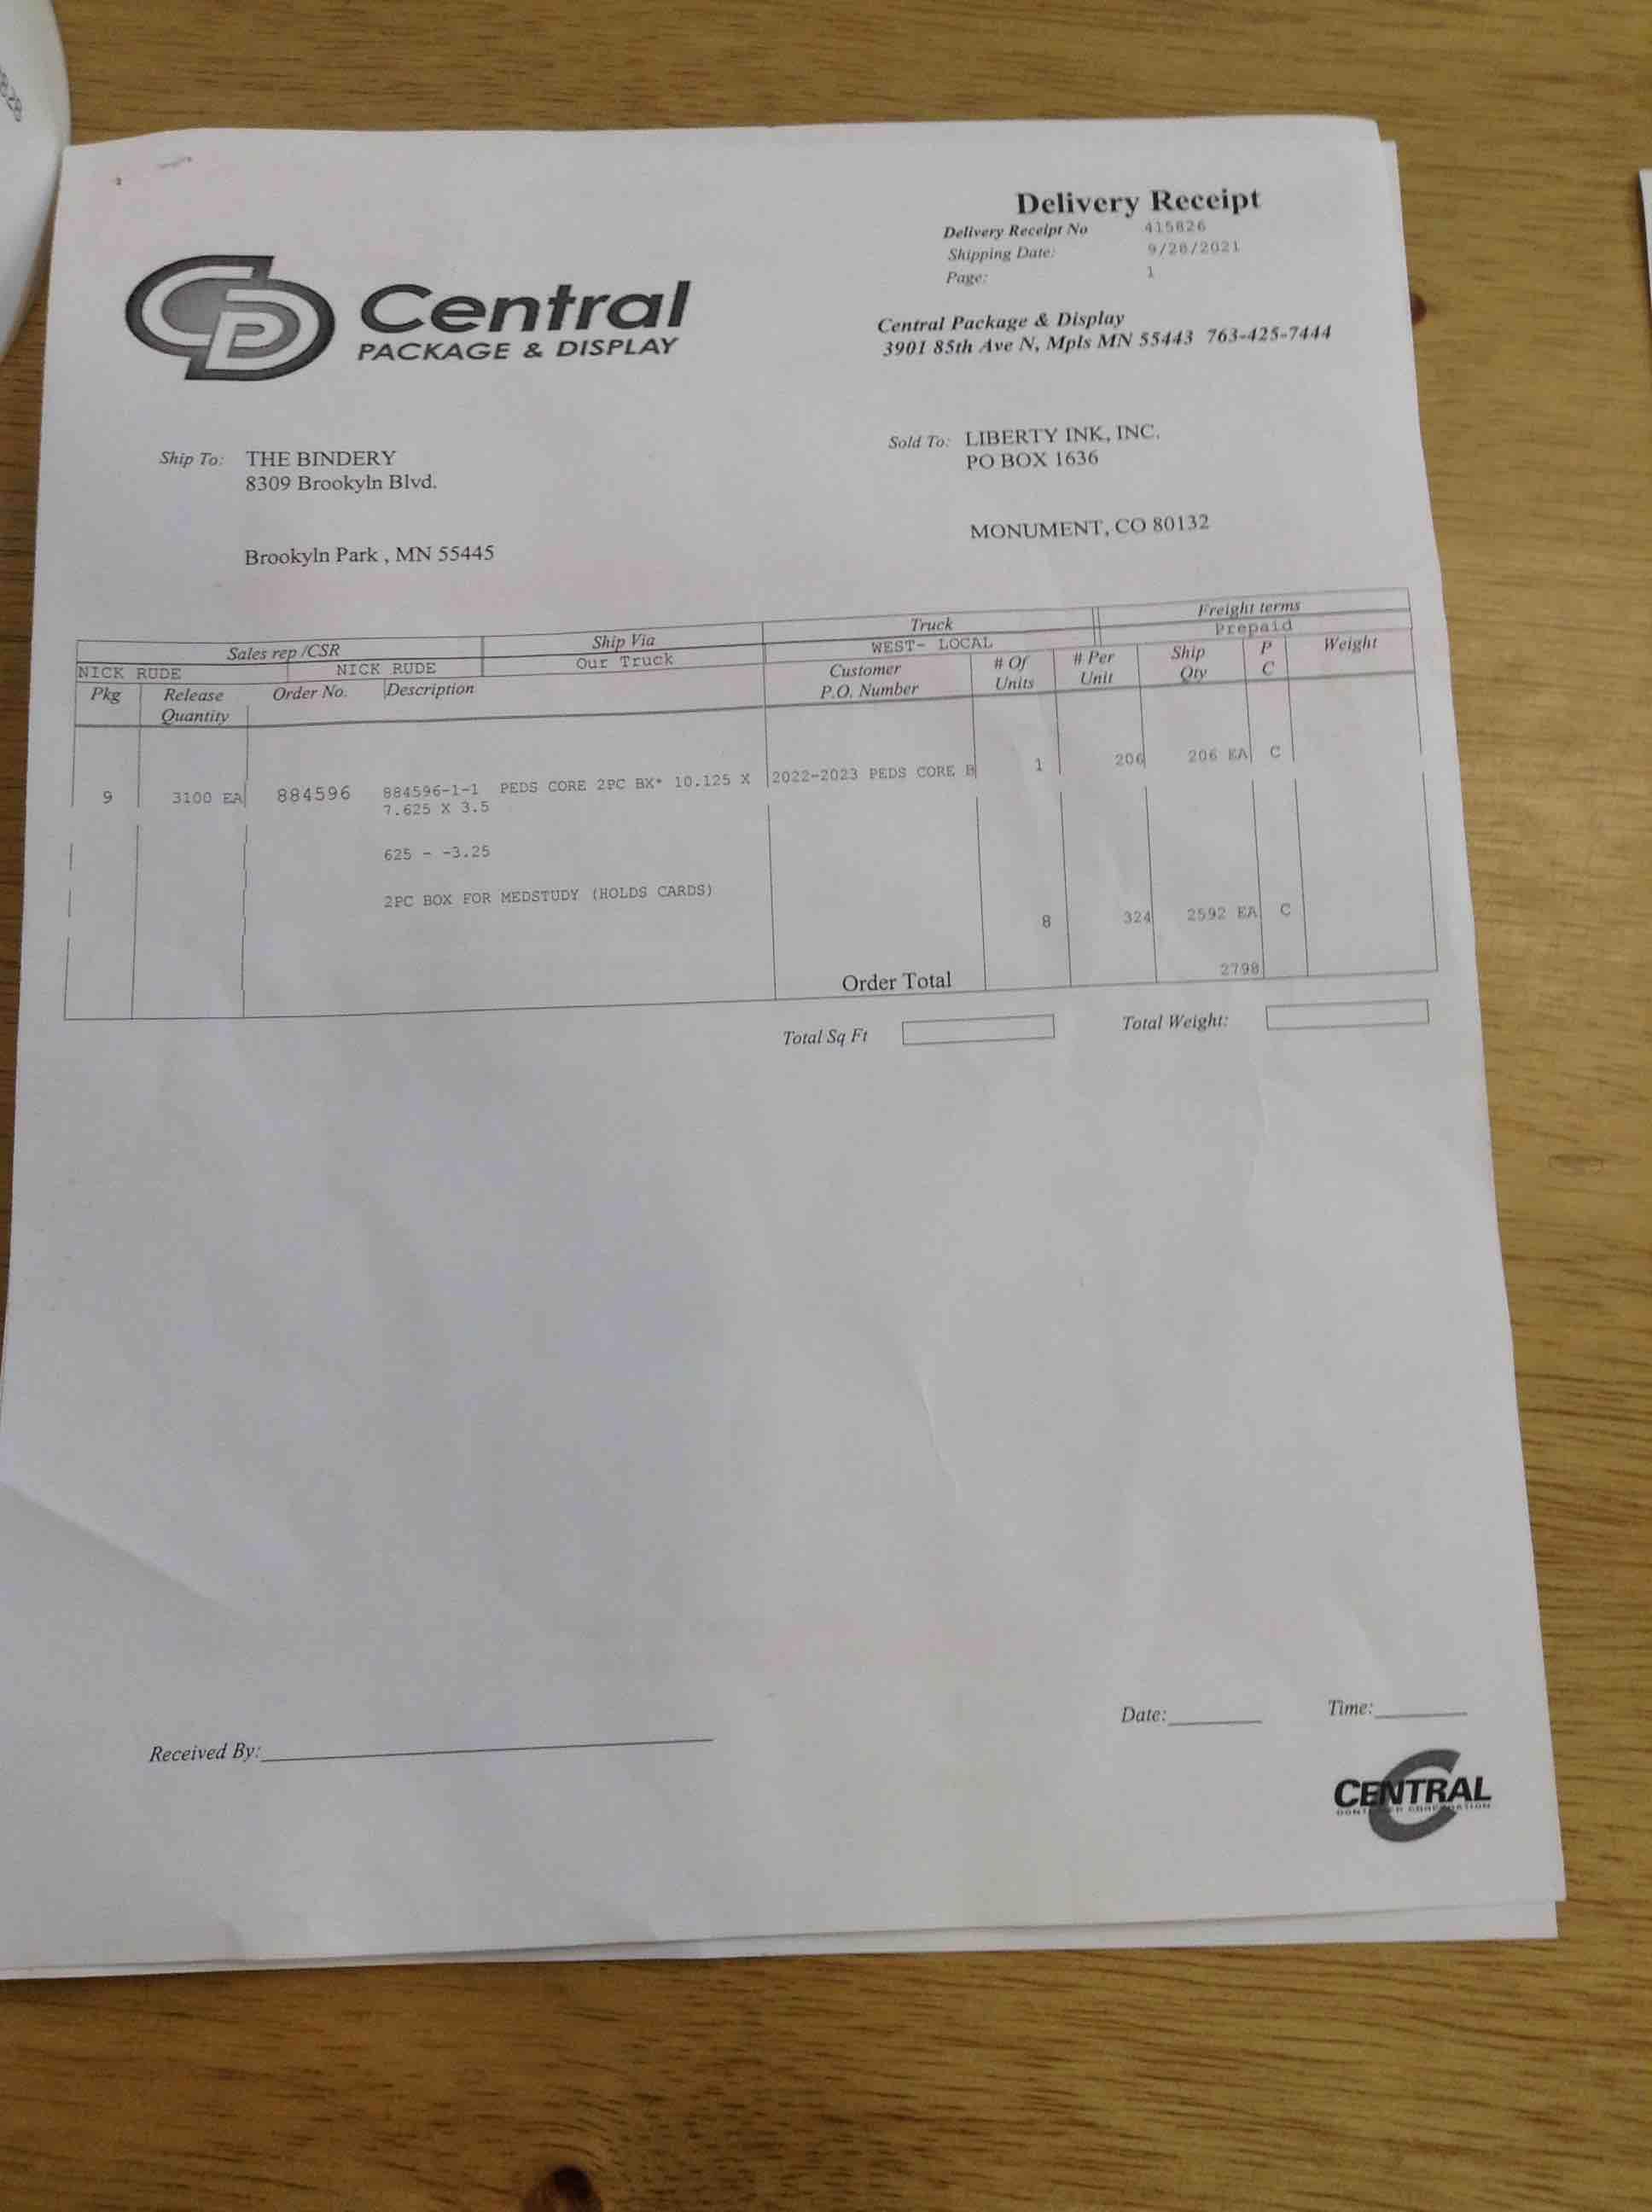 Delivery Receipt
Delivery Receipt No 415826
Shipping Date: 9/28/2021
Page: 1
Central
PACKAGE & DISPLAY
Central Package & Display
3901 85th Ave N, Mpls MN 55443 763-425-7444
Ship To: THE BINDERY
8309 Brookyln Blvd.
Brookyln Park , MN 55445
Sold To: LIBERTY INK, INC.
PO BOX 1636
MONUMENT, CO 80132
Sales rep /CSR Ship Via Truck Freight terms
NICK RUDE NICK RUDE Our Truck WEST- LOCAL Prepaid
Pkg Release Quantity Order No. Description Customer P.O. Number # Of Units # Per Unit Ship Qty P C Weight
9 3100 EA 884596 884596-1-1 PEDS CORE 2PC BX* 10.125 X 2022-2023 PEDS CORE B 1 206 206 EA C
7.625 X 3.5
625 - -3.25
2PC BOX FOR MEDSTUDY (HOLDS CARDS)
8 324 2592 EA C
Order Total 2798
Total Sq Ft Total Weight:
Received By: Date: Time:
CENTRAL